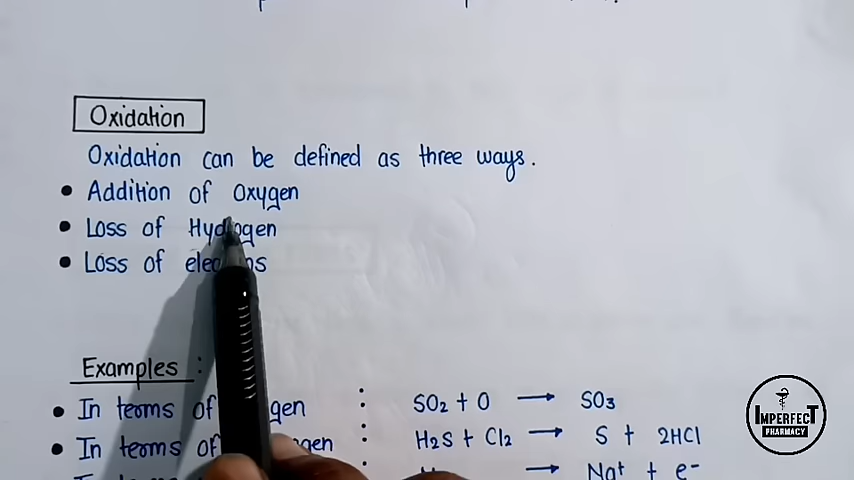 Oxidation
Oxidation can be defined as three ways.
• Addition of Oxygen
• Loss of Hydrogen
• Loss of
Examples :
• In terms of : SO₂ + O → SO₃
• In terms of : H₂S + Cl₂ → S + 2HCl
→ Na⁺ + e⁻
IMPERFECT
PHARMACY